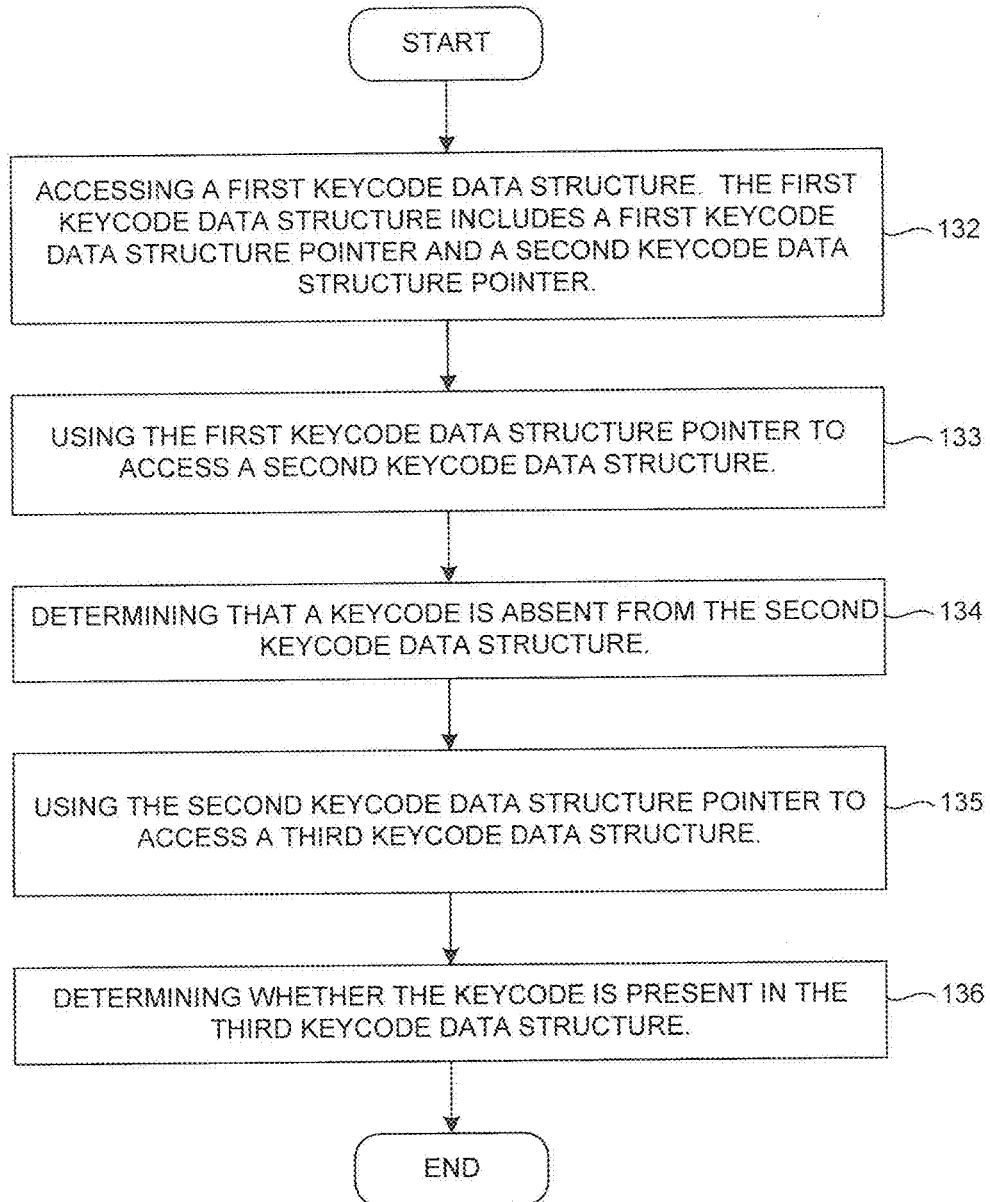 START
ACCESSING A FIRST KEYCODE DATA STRUCTURE. THE FIRST
KEYCODE DATA STRUCTURE INCLUDES A FIRST KEYCODE
DATA STRUCTURE POINTER AND A SECOND KEYCODE DATA
STRUCTURE POINTER.
132
USING THE FIRST KEYCODE DATA STRUCTURE POINTER TO
ACCESS A SECOND KEYCODE DATA STRUCTURE.
133
DETERMINING THAT A KEYCODE IS ABSENT FROM THE SECOND
KEYCODE DATA STRUCTURE.
134
USING THE SECOND KEYCODE DATA STRUCTURE POINTER TO
ACCESS A THIRD KEYCODE DATA STRUCTURE.
135
DETERMINING WHETHER THE KEYCODE IS PRESENT IN THE
THIRD KEYCODE DATA STRUCTURE.
136
END